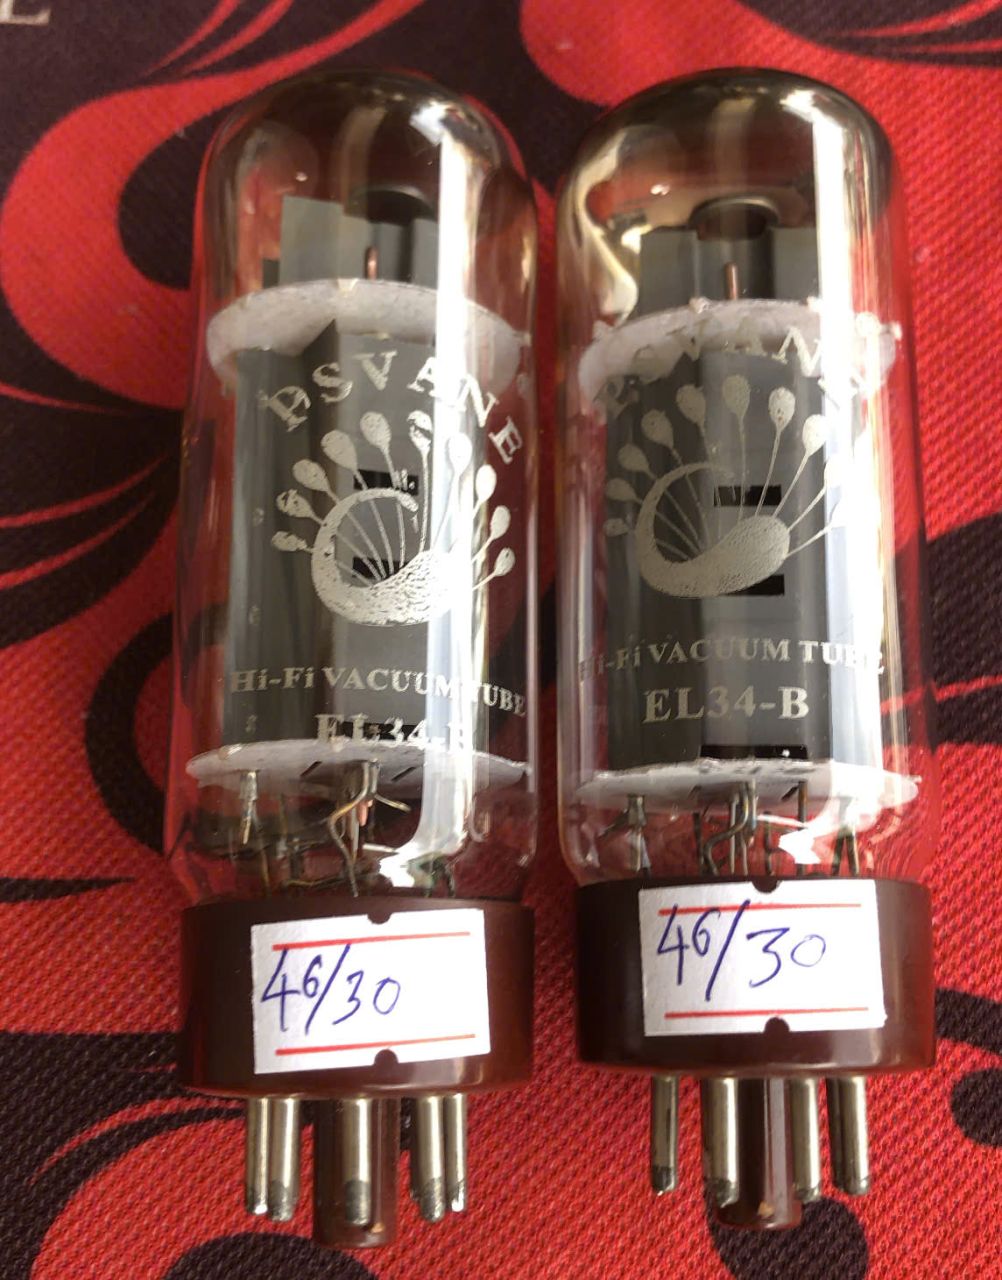 PSVANE
Hi-Fi VACUUM TUBE
EL34-B
46/30
PSVANE
Hi-Fi VACUUM TUBE
EL34-B
46/30